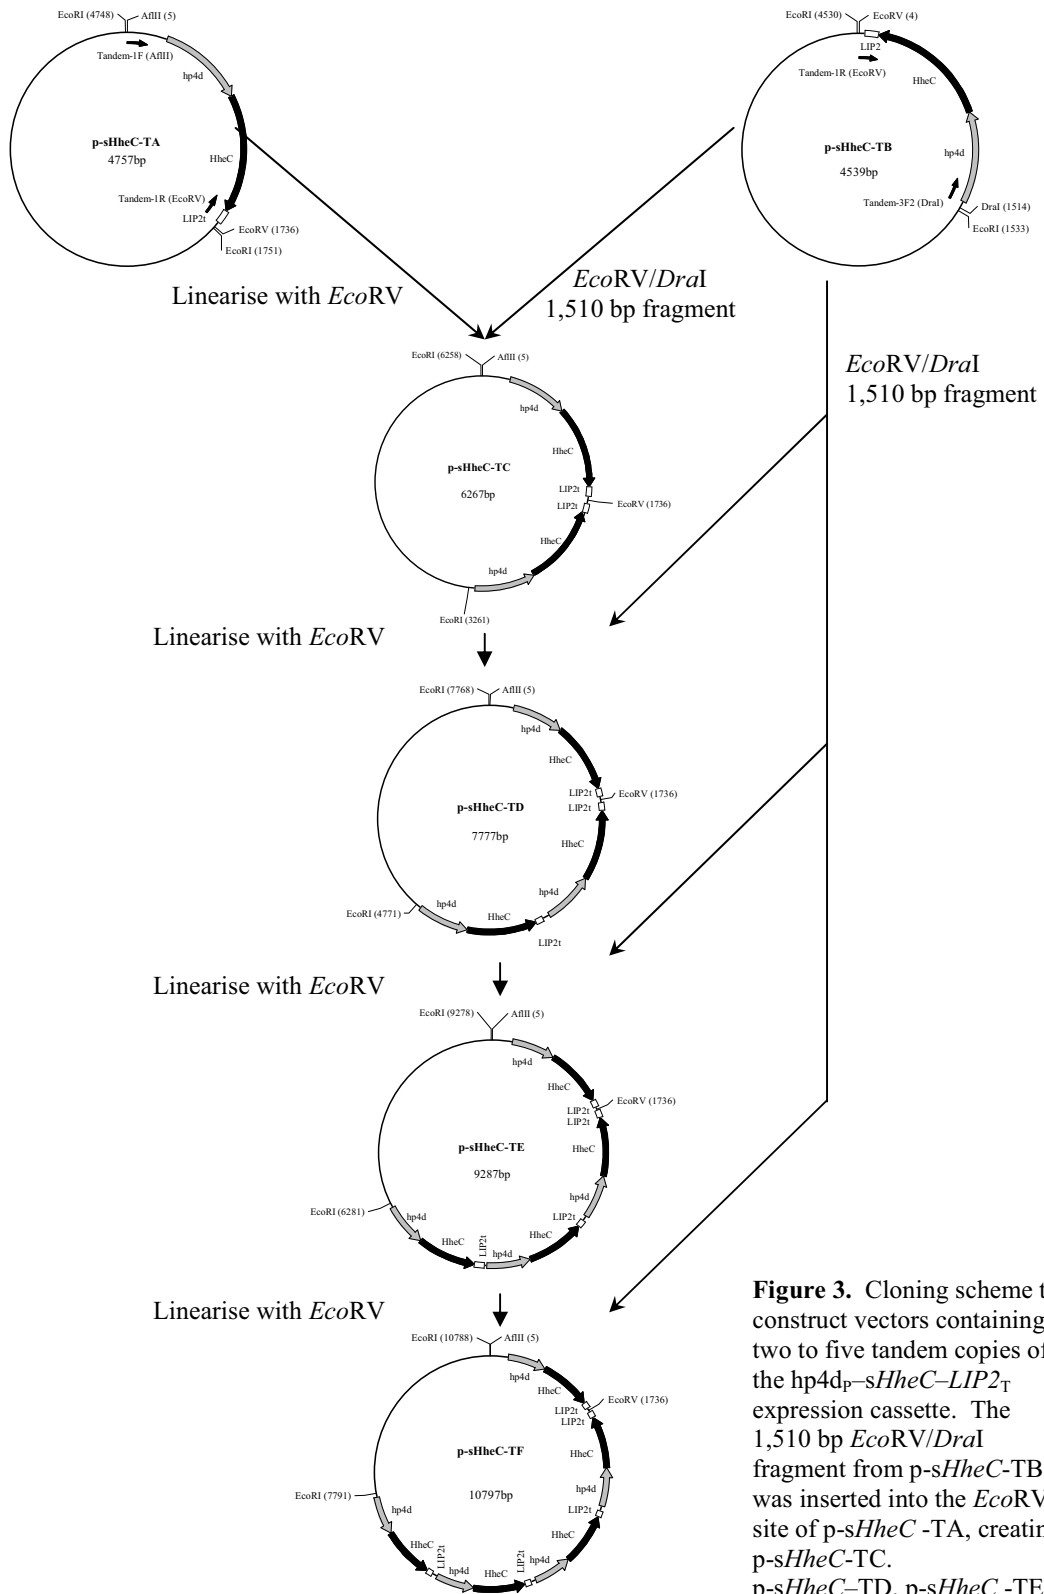 EcoRI (4748)
AflII (5)
Tandem-1F (AflII)
hp4d
p-sHheC-TA
4757bp
HheC
Tandem-1R (EcoRV)
LIP2t
EcoRV (1736)
EcoRI (1751)
EcoRI (4530)
EcoRV (4)
LIP2
Tandem-1R (EcoRV)
HheC
p-sHheC-TB
4539bp
hp4d
Tandem-3F2 (DraI)
DraI (1514)
EcoRI (1533)
Linearise with EcoRV
EcoRV/DraI
1,510 bp fragment
EcoRV/DraI
1,510 bp fragment
EcoRI (6258)
AflII (5)
hp4d
HheC
p-sHheC-TC
6267bp
LIP2t
LIP2t
EcoRV (1736)
HheC
hp4d
EcoRI (3261)
Linearise with EcoRV
EcoRI (7768)
AflII (5)
hp4d
HheC
LIP2t
EcoRV (1736)
LIP2t
p-sHheC-TD
7777bp
HheC
hp4d
hp4d
EcoRI (4771)
HheC
LIP2t
Linearise with EcoRV
EcoRI (9278)
AflII (5)
hp4d
HheC
EcoRV (1736)
LIP2t
LIP2t
p-sHheC-TE
9287bp
HheC
hp4d
EcoRI (6281)
LIP2t
hp4d
HheC
LIP2t
HheC
hp4d
Linearise with EcoRV
EcoRI (10788)
AflII (5)
hp4d
HheC
EcoRV (1736)
LIP2t
LIP2t
p-sHheC-TF
10797bp
HheC
hp4d
EcoRI (7791)
LIP2t
hp4d
HheC
HheC
LIP2t
hp4d
HheC
LIP2t
hp4d
Figure 3. Cloning scheme t
construct vectors containing
two to five tandem copies of
the hp4dP–sHheC–LIP2T
expression cassette. The
1,510 bp EcoRV/DraI
fragment from p-sHheC-TB
was inserted into the EcoRV
site of p-sHheC -TA, creatin
p-sHheC-TC.
p-sHheC–TD, p-sHheC -TE